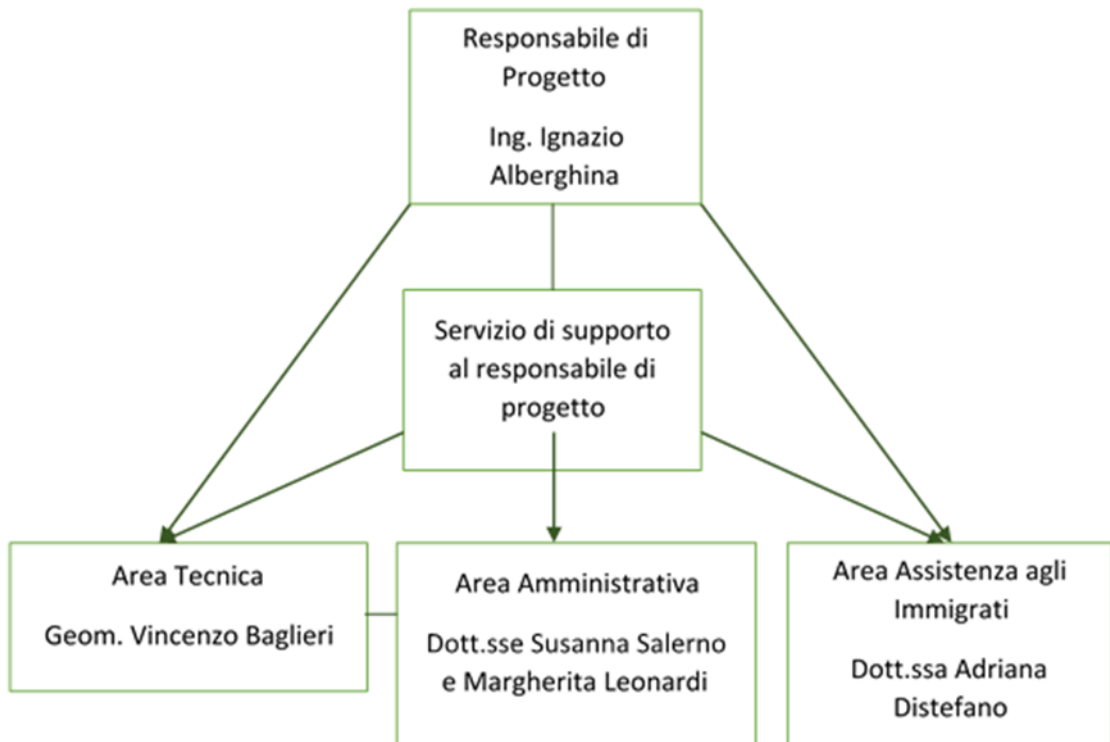 Responsabile di
Progetto
Ing. Ignazio
Alberghina
Servizio di supporto
al responsabile di
progetto
Area Tecnica
Geom. Vincenzo Baglieri
Area Amministrativa
Dott.sse Susanna Salerno
e Margherita Leonardi
Area Assistenza agli
Immigrati
Dott.ssa Adriana
Distefano